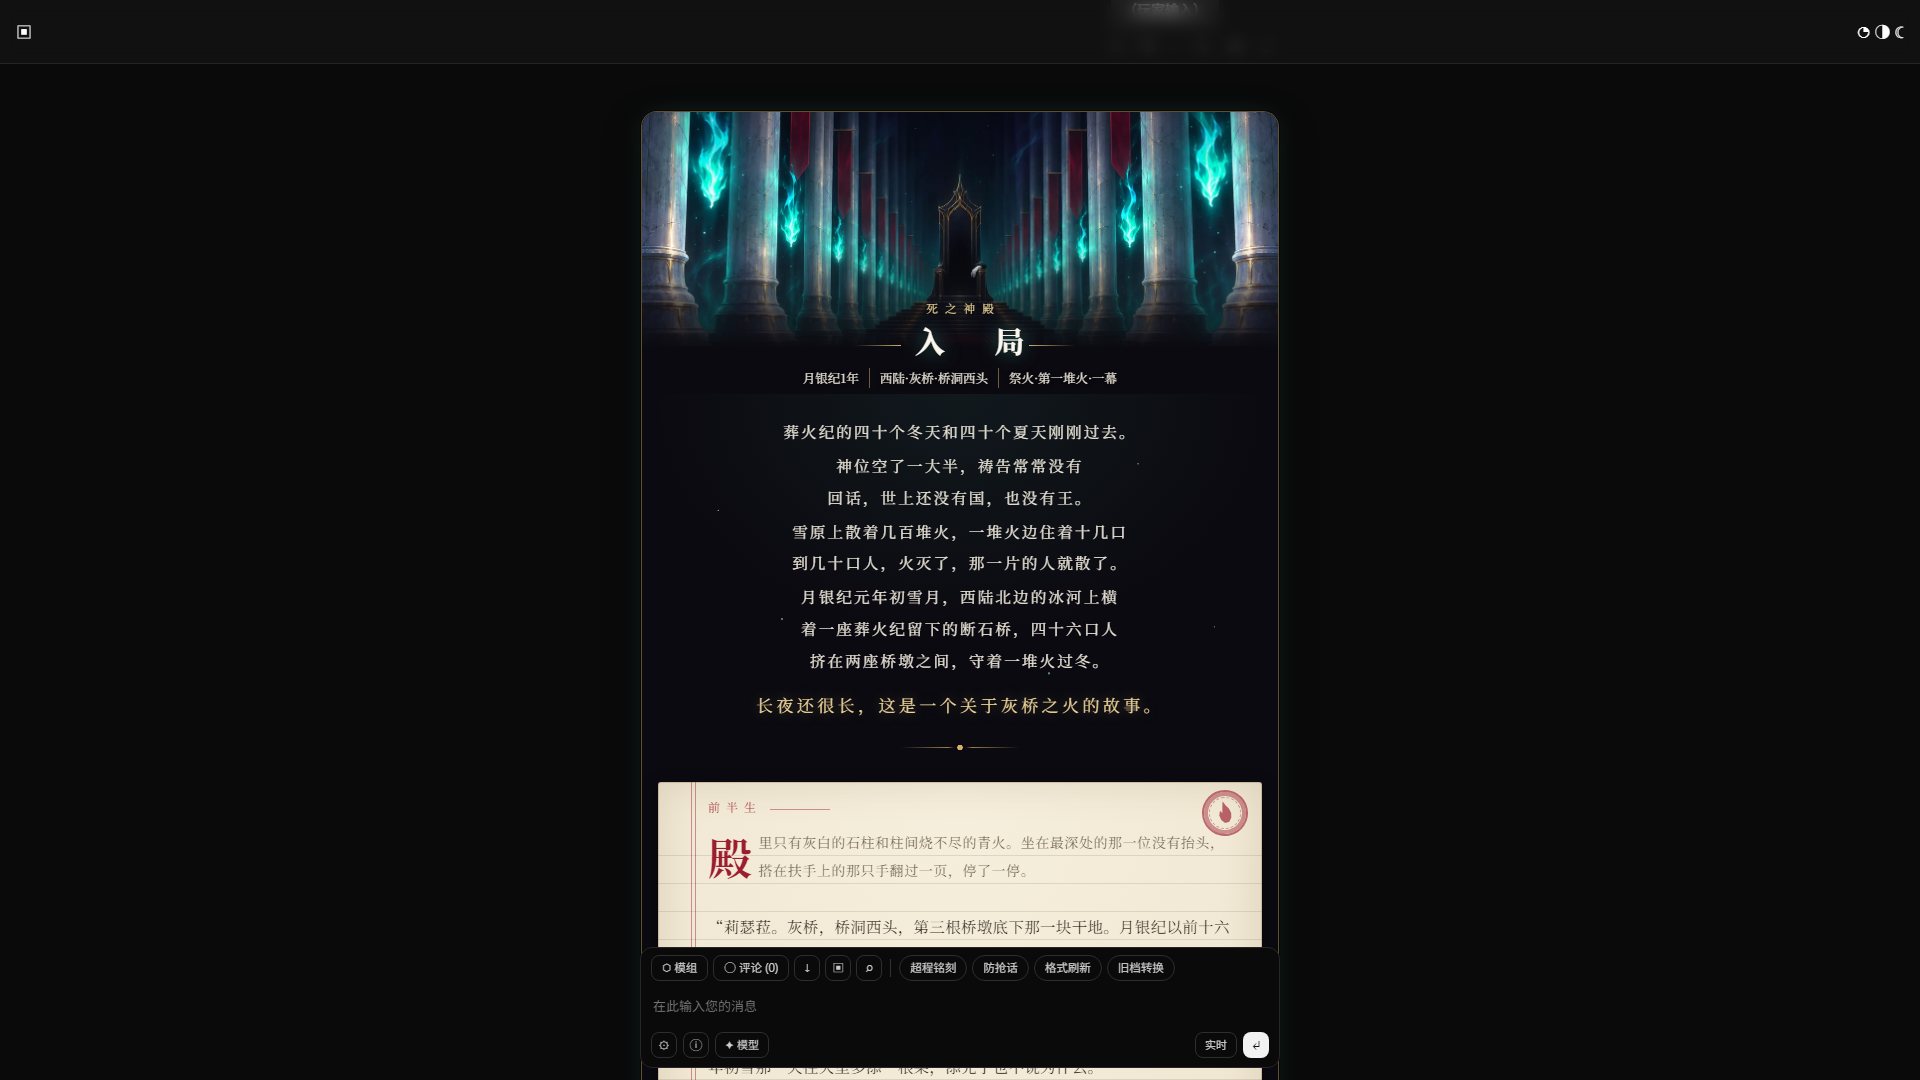 (玩家输入)
死之神殿
入 局
月银纪1年 西陆·灰桥·桥洞西头 祭火·第一堆火·一幕
葬火纪的四十个冬天和四十个夏天刚刚过去。
神位空了一大半，祷告常常没有
回话，世上还没有国，也没有王。
雪原上散着几百堆火，一堆火边住着十几口
到几十口人，火灭了，那一片的人就散了。
月银纪元年初雪月，西陆北边的冰河上横
着一座葬火纪留下的断石桥，四十六口人
挤在两座桥墩之间，守着一堆火过冬。
长夜还很长，这是一个关于灰桥之火的故事。
前半生
殿里只有灰白的石柱和柱间烧不尽的青火。坐在最深处的那一位没有抬头，
搭在扶手上的那只手翻过一页，停了一停。
“莉瑟菈。灰桥，桥洞西头，第三根桥墩底下那一块干地。月银纪以前十六
模组 评论 (0) 超程铭刻 防抢话 格式刷新 旧档转换
在此输入您的消息
模型 实时